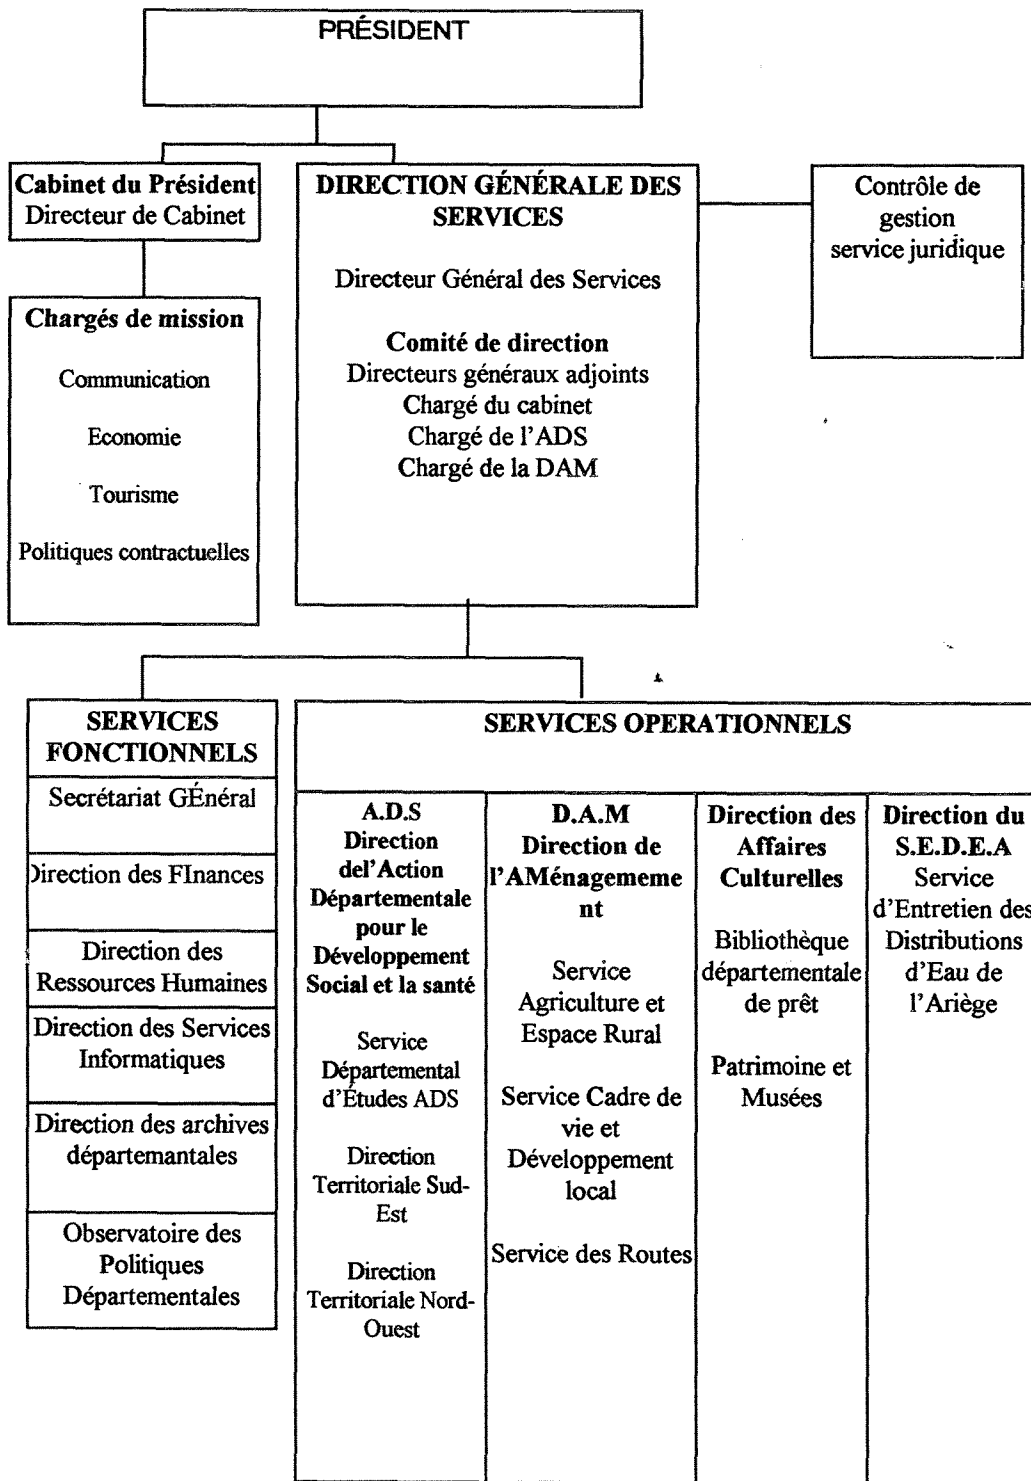 PRÉSIDENT
Cabinet du Président
Directeur de Cabinet
Chargés de mission
Communication
Economie
Tourisme
Politiques contractuelles
DIRECTION GÉNÉRALE DES
SERVICES
Directeur Général des Services
Comité de direction
Directeurs généraux adjoints
Chargé du cabinet
Chargé de l'ADS
Chargé de la DAM
Contrôle de
gestion
service juridique
SERVICES
FONCTIONNELS
Secrétariat GÉnéral
Direction des FInances
Direction des
Ressources Humaines
Direction des Services
Informatiques
Direction des archives
départemantales
Observatoire des
Politiques
Départementales
SERVICES OPERATIONNELS
A.D.S
Direction
del'Action
Départementale
pour le
Développement
Social et la santé
Service
Départemental
d'Études ADS
Direction
Territoriale Sud-
Est
Direction
Territoriale Nord-
Ouest
D.A.M
Direction de
l'AMénagememe
nt
Service
Agriculture et
Espace Rural
Service Cadre de
vie et
Développement
local
Service des Routes
Direction des
Affaires
Culturelles
Bibliothèque
départementale
de prêt
Patrimoine et
Musées
Direction du
S.E.D.E.A
Service
d'Entretien des
Distributions
d'Eau de
l'Ariège